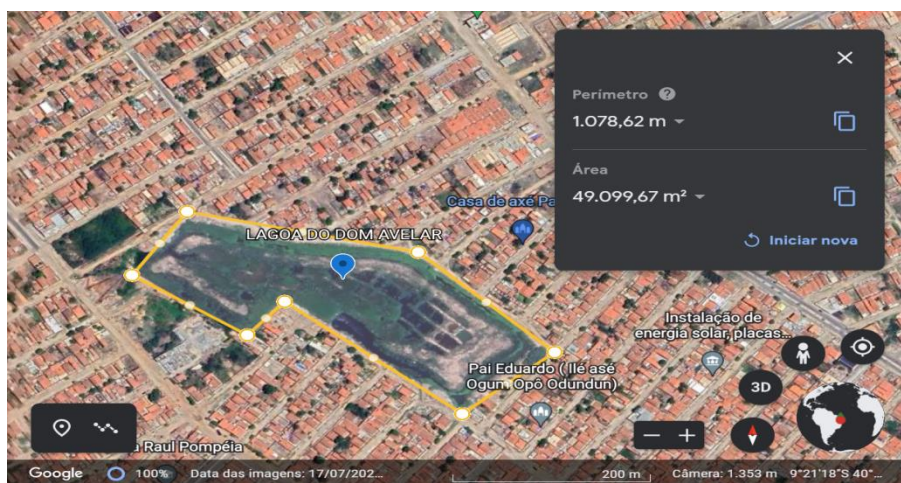 Perímetro
1.078,62 m
Área
49.099,67 m²
Iniciar nova
Casa de axé Pa
LAGOA DO DOM AVELAR
Instalação de
energia solar, placas...
Pai Eduardo ( Ilé asé
Ogum Opô Odundun)
3D
Raul Pompéia
Google 100% Data das imagens: 17/07/202... 200 m Câmera: 1.353 m 9°21'18"S 40°...